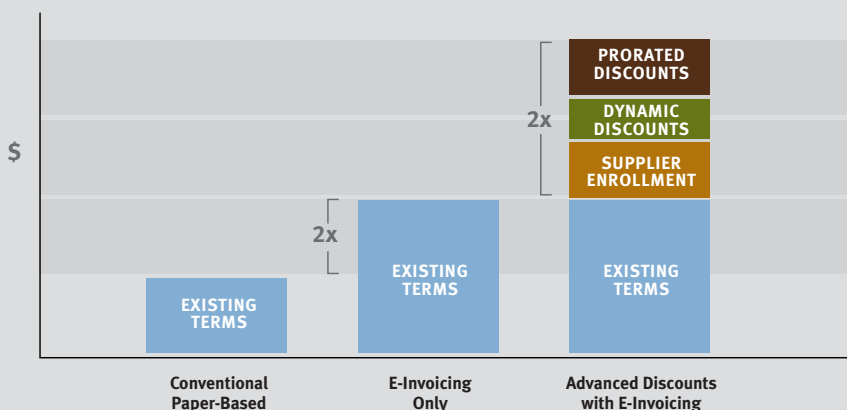 PRORATED
DISCOUNTS
2x
DYNAMIC
DISCOUNTS
$
SUPPLIER
ENROLLMENT
2x
EXISTING
TERMS
EXISTING
TERMS
EXISTING
TERMS
Conventional
Paper-Based
E-Invoicing
Only
Advanced Discounts
with E-Invoicing